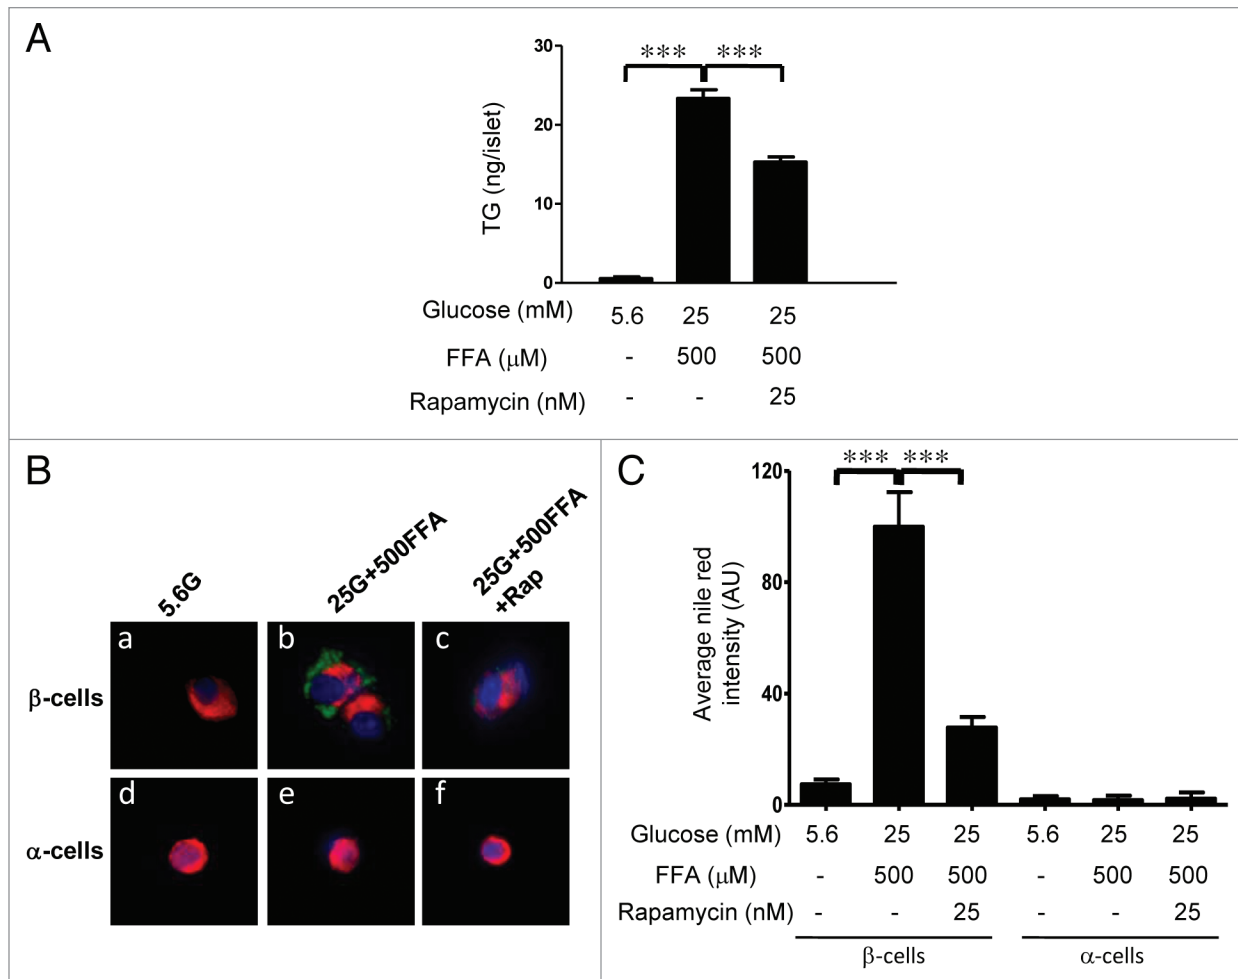 A
30
20
10
0
TG (ng/islet)
*** ***
Glucose (mM) 5.6 25 25
FFA (μM) - 500 500
Rapamycin (nM) - - 25
B
5.6G
25G+500FFA
25G+500FFA
+Rap
a b c
β-cells
d e f
α-cells
C
120
80
40
0
Average nile red
intensity (AU)
*** ***
Glucose (mM) 5.6 25 25 5.6 25 25
FFA (μM) - 500 500 - 500 500
Rapamycin (nM) - - 25 - - 25
β-cells α-cells